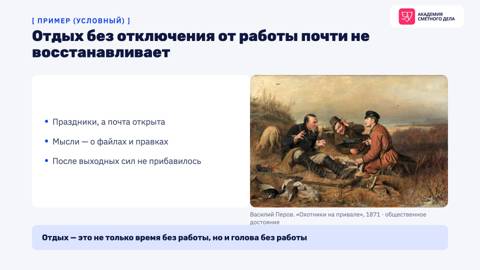 [ ПРИМЕР (УСЛОВНЫЙ) ]
АКАДЕМИЯ
СМЕТНОГО ДЕЛА
Отдых без отключения от работы почти не
восстанавливает
Праздники, а почта открыта
Мысли — о файлах и правках
После выходных сил не прибавилось
Василий Перов. «Охотники на привале», 1871 · общественное
достояние
Отдых — это не только время без работы, но и голова без работы